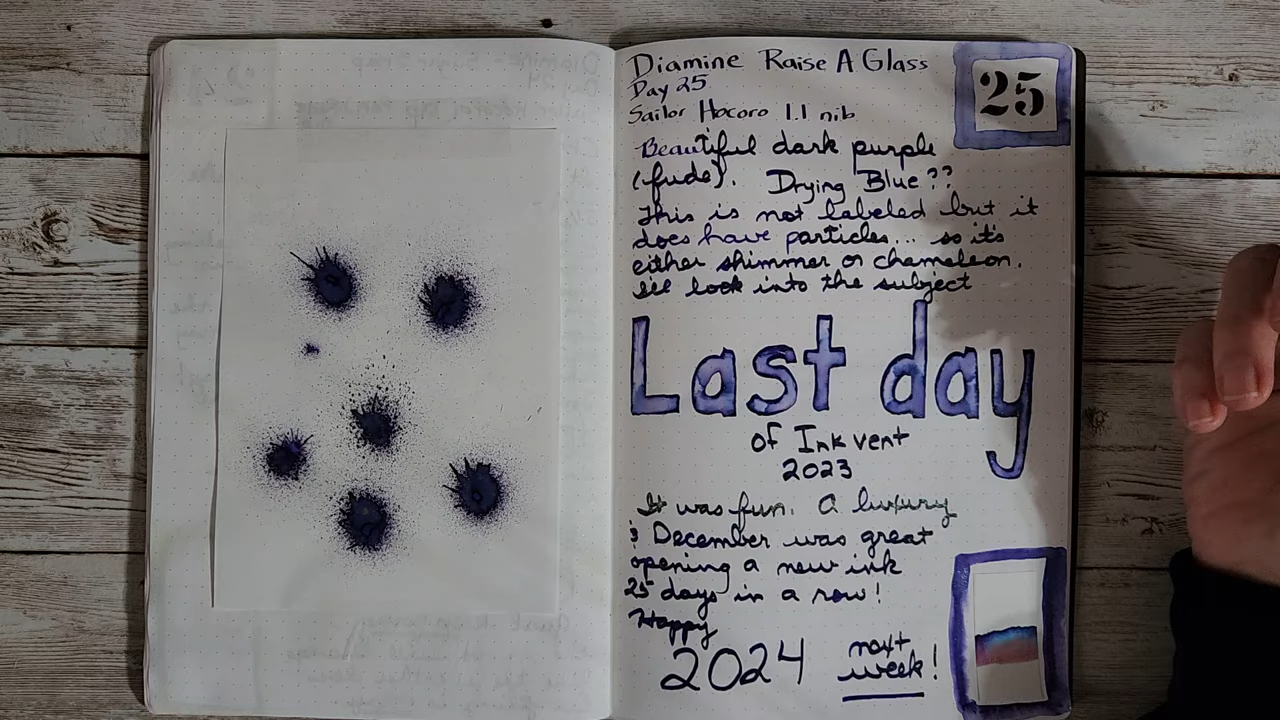 Diamine Raise A Glass
25
Day 25
Sailor Hocoro 1.1 nib
Beautiful dark purple
(fude). Drying Blue??
This is not labeled but it
does have particles... so it's
either shimmer or chameleon.
I'll look into the subject
Last day
of Inkvent
2023
It was fun. A luxury
& December was great
opening a new ink
25 days in a row!
Happy
2024 next
week!